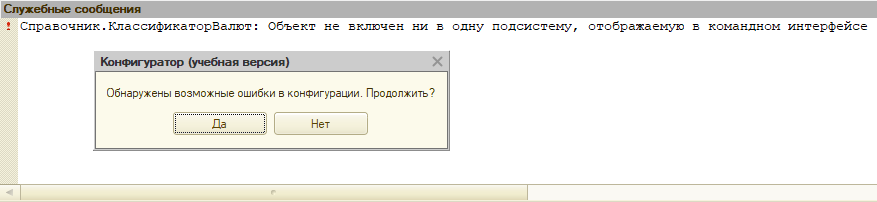 Служебные сообщения
! Справочник.КлассификаторВалют: Объект не включен ни в одну подсистему, отображаемую в командном интерфейсе
Конфигуратор (учебная версия)
Обнаружены возможные ошибки в конфигурации. Продолжить?
Да Нет